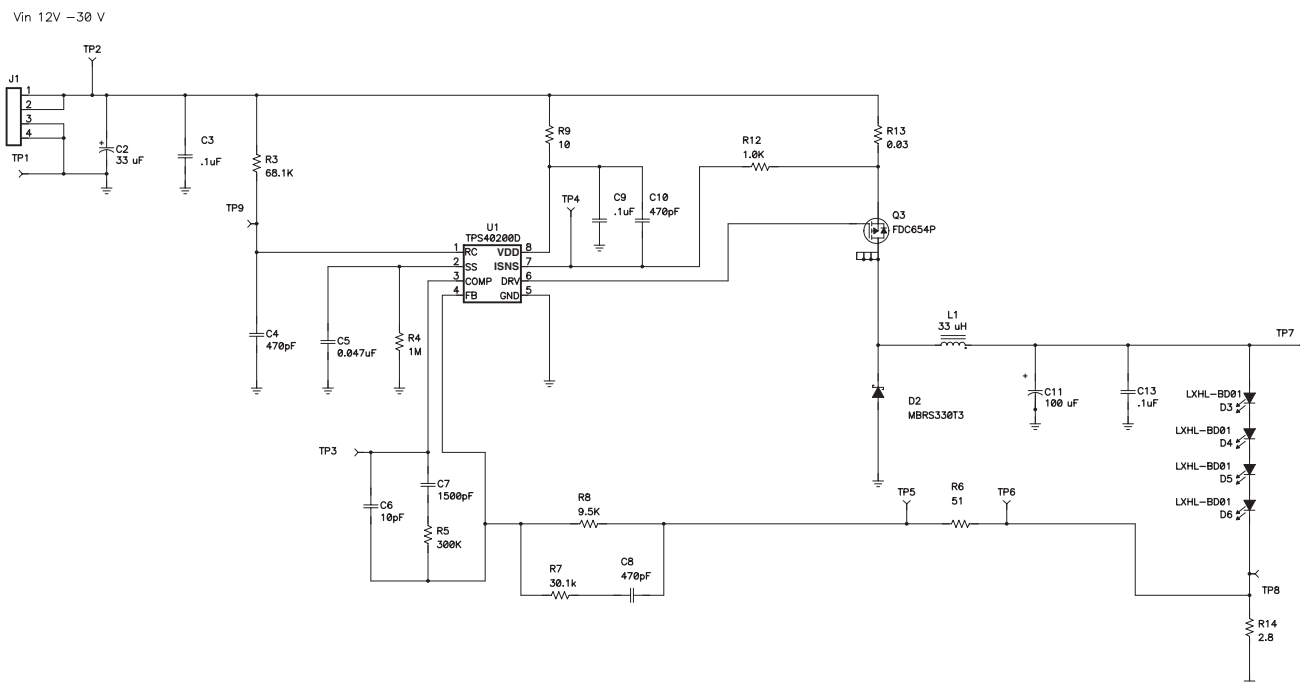 Vin 12V -30 V
TP2
J1
1
2
3
4
TP1
C2
33 uF
C3
.1uF
R3
68.1K
TP9
R9
10
C9
.1uF
C10
470pF
TP4
R12
1.0K
R13
0.03
Q3
FDC654P
U1
TPS40200D
1 RC VDD 8
2 SS ISNS 7
3 COMP DRV 6
4 FB GND 5
C4
470pF
C5
0.047uF
R4
1M
L1
33 uH
TP7
D2
MBRS330T3
C11
100 uF
C13
.1uF
LXHL-BD01
D3
LXHL-BD01
D4
LXHL-BD01
D5
LXHL-BD01
D6
TP3
C6
10pF
C7
1500pF
R5
300K
R8
9.5K
R7
30.1k
C8
470pF
TP5
R6
51
TP6
TP8
R14
2.8